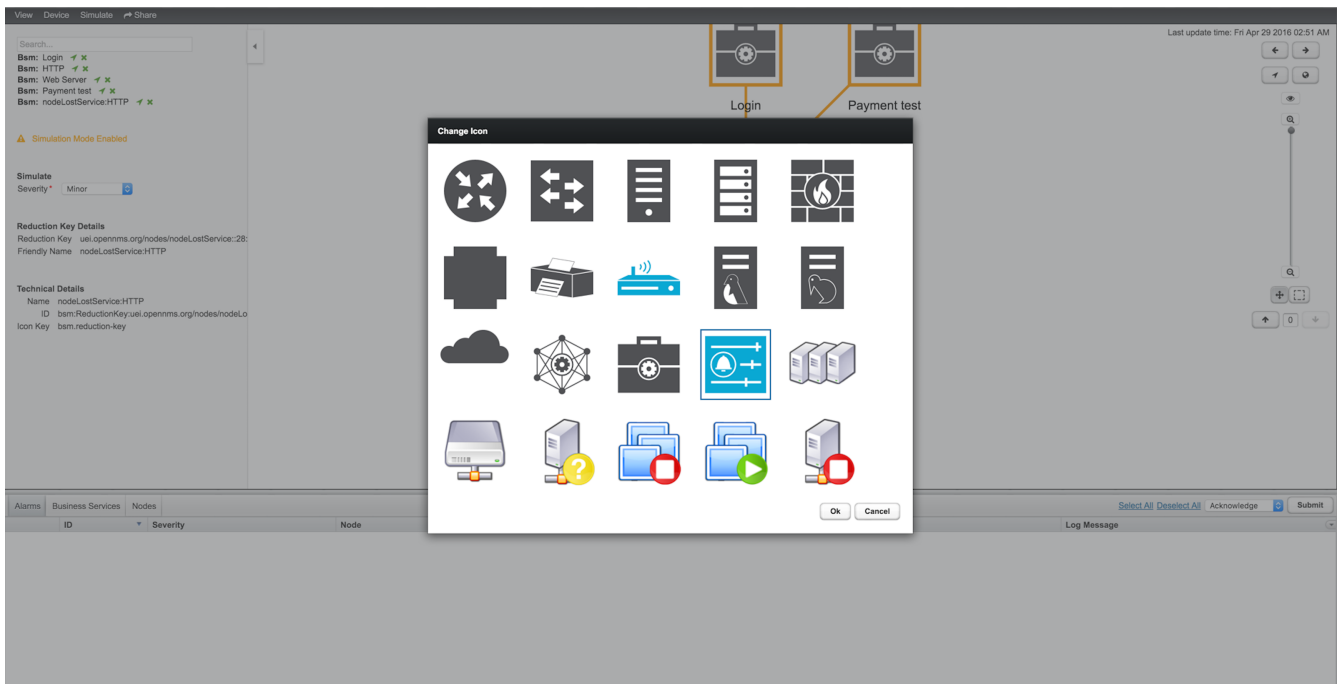 View Device Simulate Share
Last update time: Fri Apr 29 2016 02:51 AM
Search...
Bsm: Login
Bsm: HTTP
Bsm: Web Server
Bsm: Payment test
Bsm: nodeLostService:HTTP
Simulation Mode Enabled
Simulate
Severity* Minor
Reduction Key Details
Reduction Key uei.opennms.org/nodes/nodeLostService::28:
Friendly Name nodeLostService:HTTP
Technical Details
Name nodeLostService:HTTP
ID bsm:ReductionKey:uei.opennms.org/nodes/nodeLo
Icon Key bsm.reduction-key
Login Payment test
Change Icon
?
Ok Cancel
0
Alarms Business Services Nodes
Select All Deselect All Acknowledge Submit
ID Severity Node Log Message